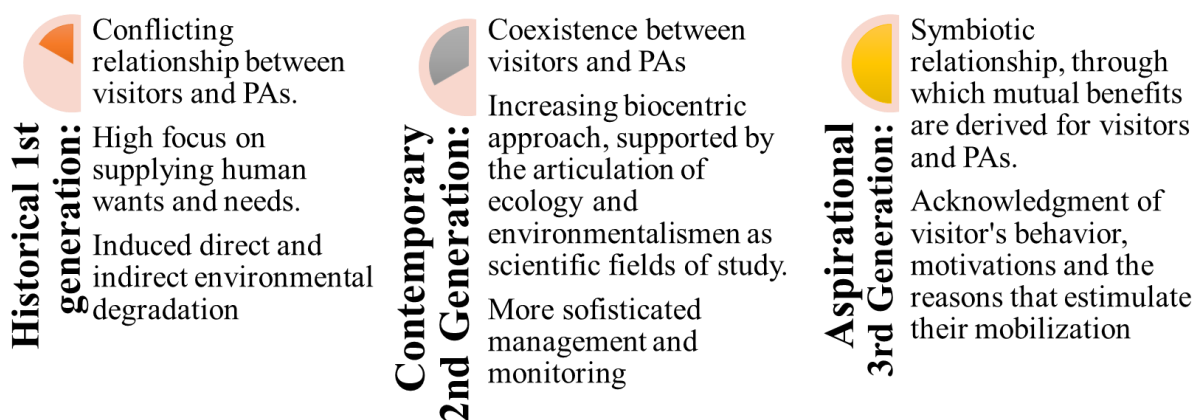 Historical 1st
generation:
Conflicting
relationship between
visitors and PAs.
High focus on
supplying human
wants and needs.
Induced direct and
indirect environmental
degradation
Contemporary
2nd Generation:
Coexistence between
visitors and PAs
Increasing biocentric
approach, supported by
the articulation of
ecology and
environmentalismen as
scientific fields of study.
More sofisticated
management and
monitoring
Aspirational
3rd Generation:
Symbiotic
relationship, through
which mutual benefits
are derived for visitors
and PAs.
Acknowledgment of
visitor's behavior,
motivations and the
reasons that estimulate
their mobilization